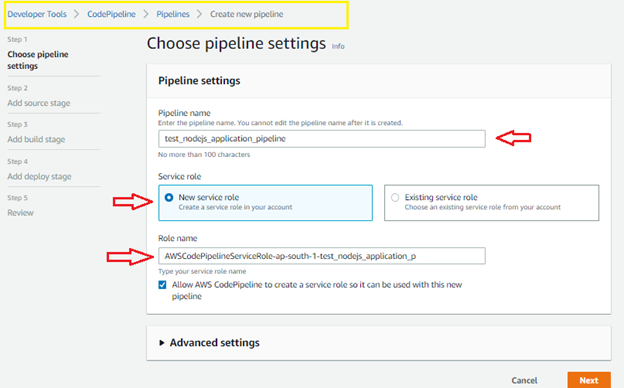 Developer Tools > CodePipeline > Pipelines > Create new pipeline
Step 1
Choose pipeline
settings
Step 2
Add source stage
Step 3
Add build stage
Step 4
Add deploy stage
Step 5
Review
Choose pipeline settings Info
Pipeline settings
Pipeline name
Enter the pipeline name. You cannot edit the pipeline name after it is created.
test_nodejs_application_pipeline
No more than 100 characters
Service role
New service role
Create a service role in your account
Existing service role
Choose an existing service role from your account
Role name
AWSCodePipelineServiceRole-ap-south-1-test_nodejs_application_p
Type your service role name
Allow AWS CodePipeline to create a service role so it can be used with this new
pipeline
Advanced settings
Cancel
Next